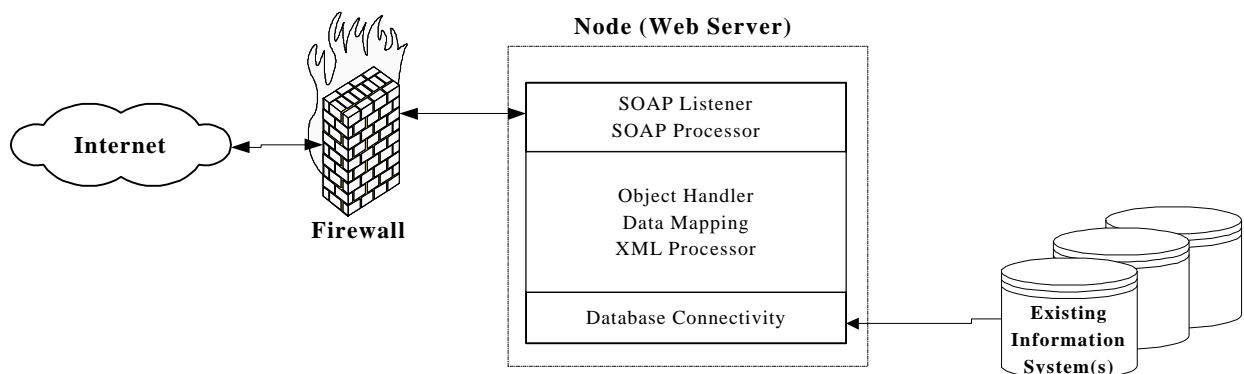 Node (Web Server)
SOAP Listener
SOAP Processor
Internet
Object Handler
Data Mapping
XML Processor
Firewall
Database Connectivity
Existing
Information
System(s)